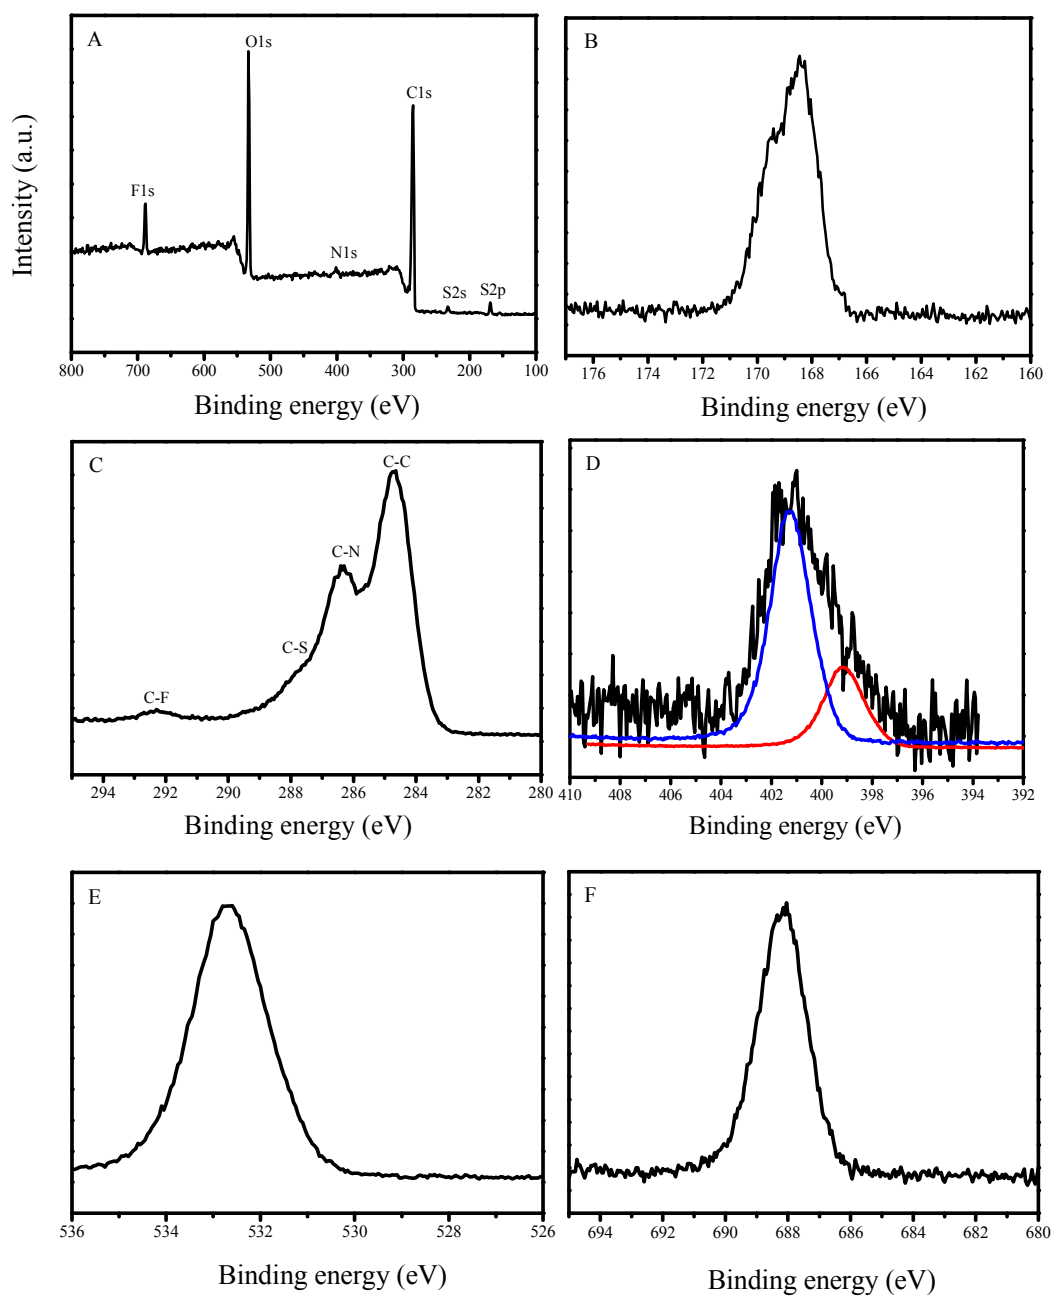 A
O1s
C1s
F1s
N1s
S2s
S2p
Intensity (a.u.)
800 700 600 500 400 300 200 100
Binding energy (eV)
B
176 174 172 170 168 166 164 162 160
Binding energy (eV)
C
C-C
C-N
C-S
C-F
294 292 290 288 286 284 282 280
Binding energy (eV)
D
410 408 406 404 402 400 398 396 394 392
Binding energy (eV)
E
536 534 532 530 528 526
Binding energy (eV)
F
694 692 690 688 686 684 682 680
Binding energy (eV)